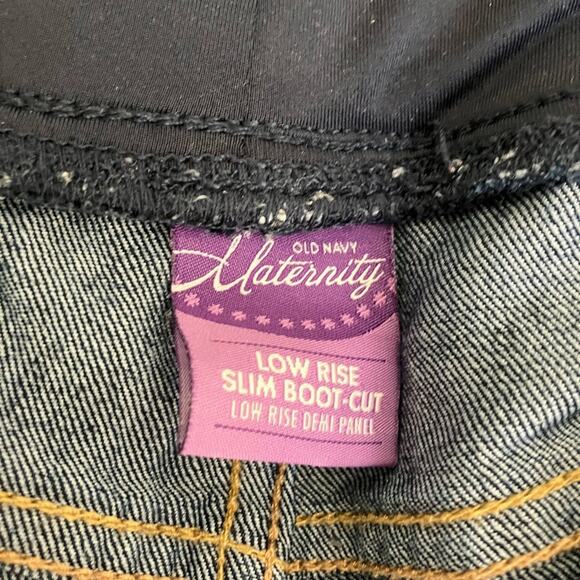 OLD NAVY
Maternity
LOW RISE
SLIM BOOT-CUT
LOW RISE DEMI PANEL